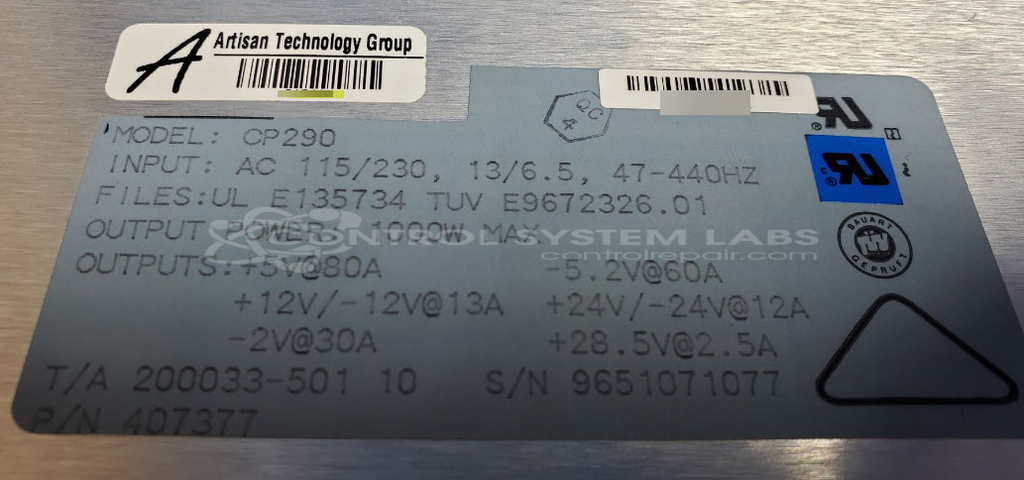 A Artisan Technology Group
QC
4
MODEL: CP290
INPUT: AC 115/230, 13/6.5, 47-440HZ
FILES:UL E135734 TUV E9672326.01
OUTPUT POWER: 1000W MAX
CONTROL SYSTEM LABS
controlrepair.com
OUTPUTS:+5V@80A -5.2V@60A
+12V/-12V@13A +24V/-24V@12A
-2V@30A +28.5V@2.5A
T/A 200033-501 10 S/N 9651071077
P/N 407377
BAUART
TUV
GEPRUFT